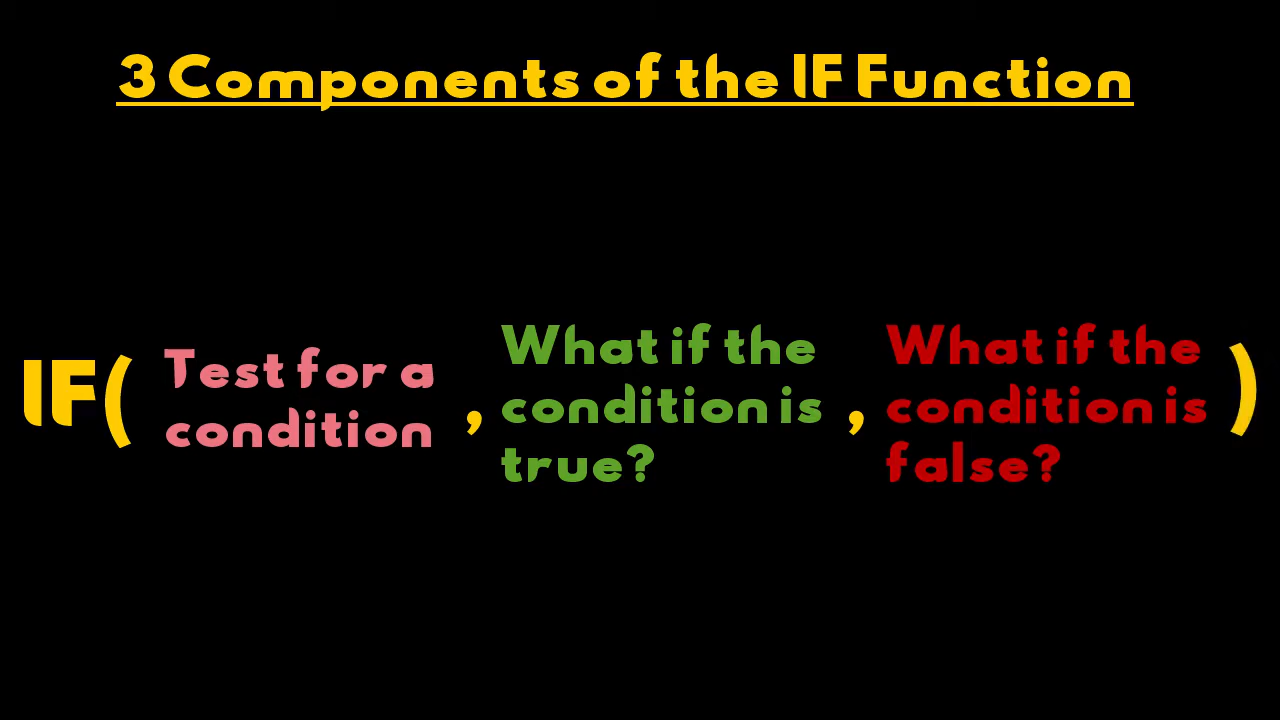 3 Components of the IF Function
IF( Test for a condition , What if the condition is true? , What if the condition is false? )